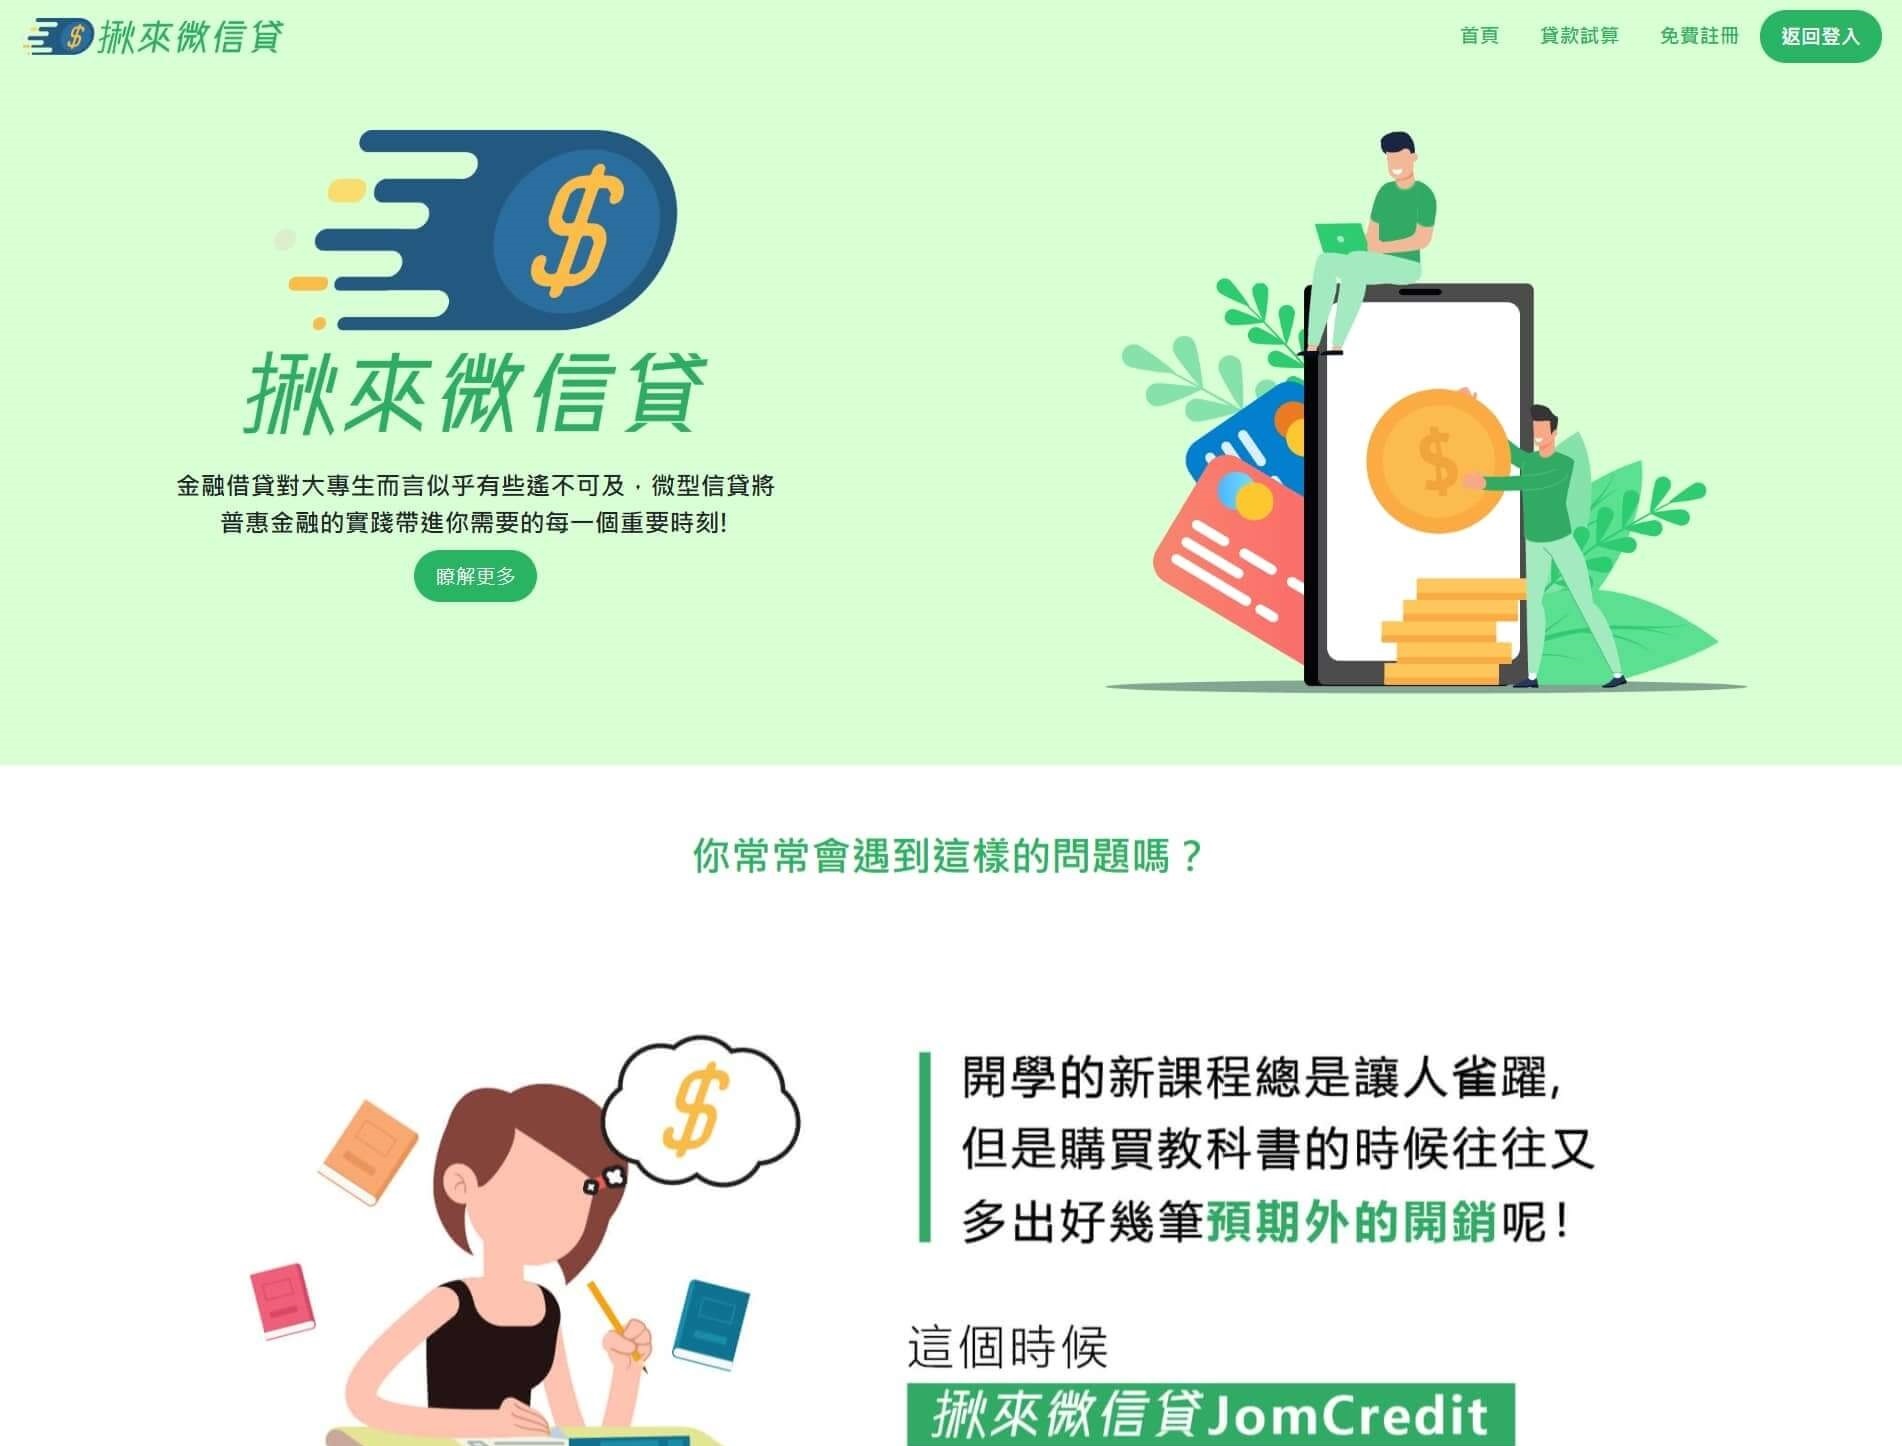 揪來微信貸
首頁
貸款試算
免費註冊
返回登入
$
揪來微信貸
金融借貸對大專生而言似乎有些遙不可及，微型信貸將
普惠金融的實踐帶進你需要的每一個重要時刻!
瞭解更多
$
你常常會遇到這樣的問題嗎？
$
開學的新課程總是讓人雀躍,
但是購買教科書的時候往往又
多出好幾筆預期外的開銷呢!
這個時候
揪來微信貸JomCredit